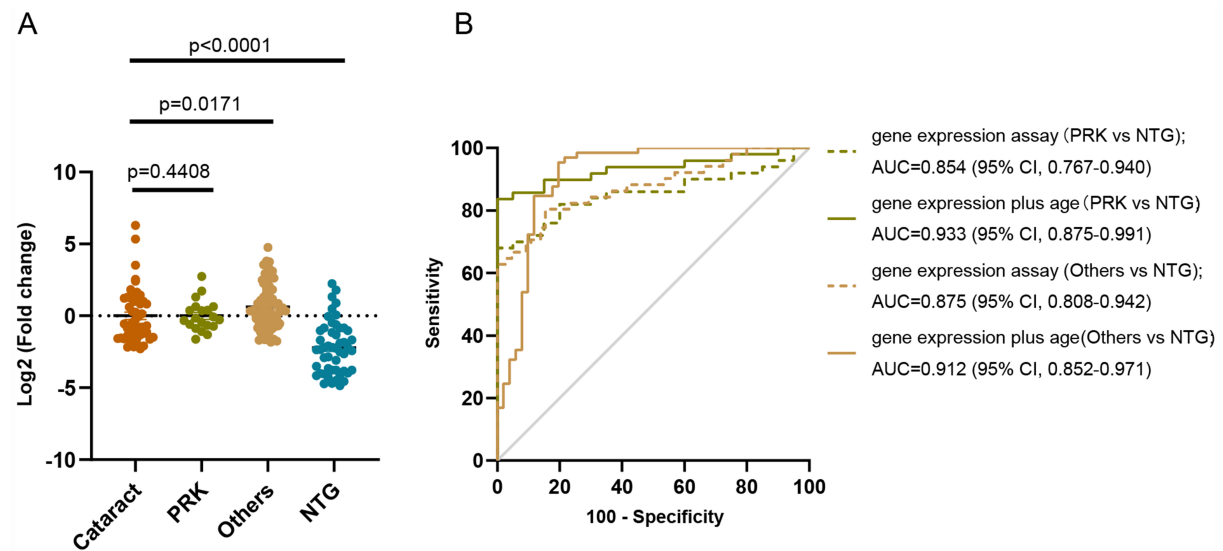 A
p<0.0001
p=0.0171
p=0.4408
10
5
0
-5
-10
Log2 (Fold change)
Cataract
PRK
Others
NTG
B
100
80
60
40
20
0
Sensitivity
0 20 40 60 80 100
100 - Specificity
gene expression assay (PRK vs NTG);
AUC=0.854 (95% CI, 0.767-0.940)
gene expression plus age (PRK vs NTG)
AUC=0.933 (95% CI, 0.875-0.991)
gene expression assay (Others vs NTG);
AUC=0.875 (95% CI, 0.808-0.942)
gene expression plus age(Others vs NTG)
AUC=0.912 (95% CI, 0.852-0.971)